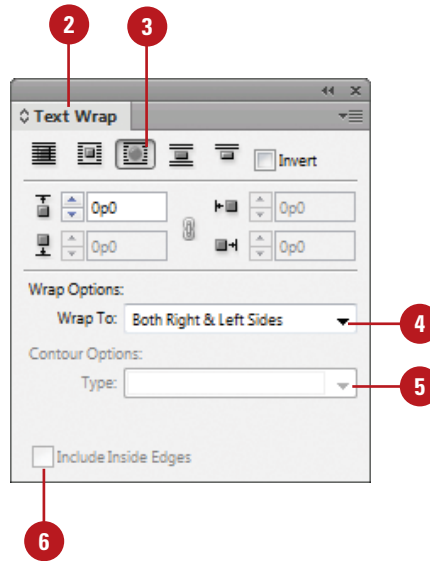 2
3
Text Wrap
Invert
0p0
0p0
0p0
0p0
Wrap Options:
Wrap To: Both Right & Left Sides
4
Contour Options:
Type:
5
Include Inside Edges
6